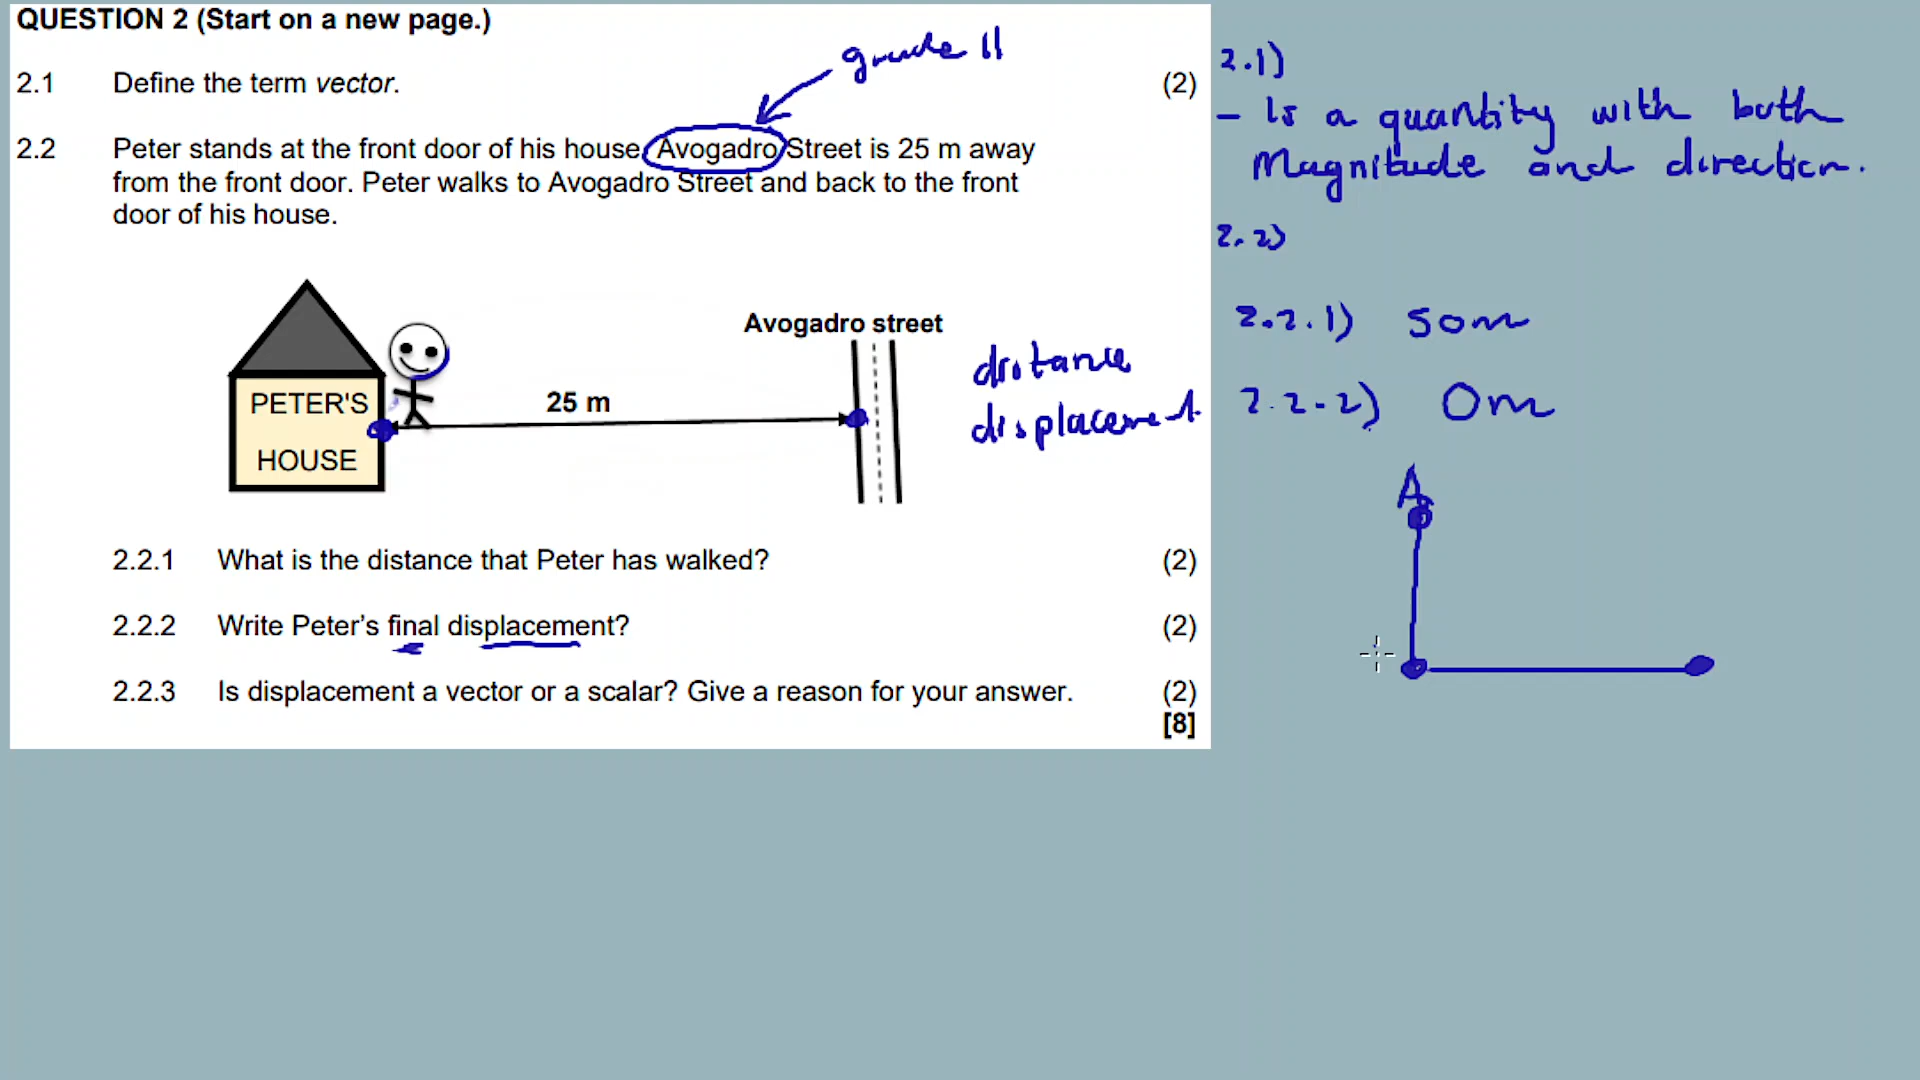 QUESTION 2 (Start on a new page.)
grade 11
2.1 Define the term vector. (2)
2.2 Peter stands at the front door of his house. Avogadro Street is 25 m away
from the front door. Peter walks to Avogadro Street and back to the front
door of his house.
Avogadro street
PETER'S
HOUSE
25 m
distance
displacement
2.2.1 What is the distance that Peter has walked? (2)
2.2.2 Write Peter's final displacement? (2)
2.2.3 Is displacement a vector or a scalar? Give a reason for your answer. (2)
[8]
2.1)
- Is a quantity with both
Magnitude and direction.
2.2)
2.2.1) 50m
2.2.2) 0m
A